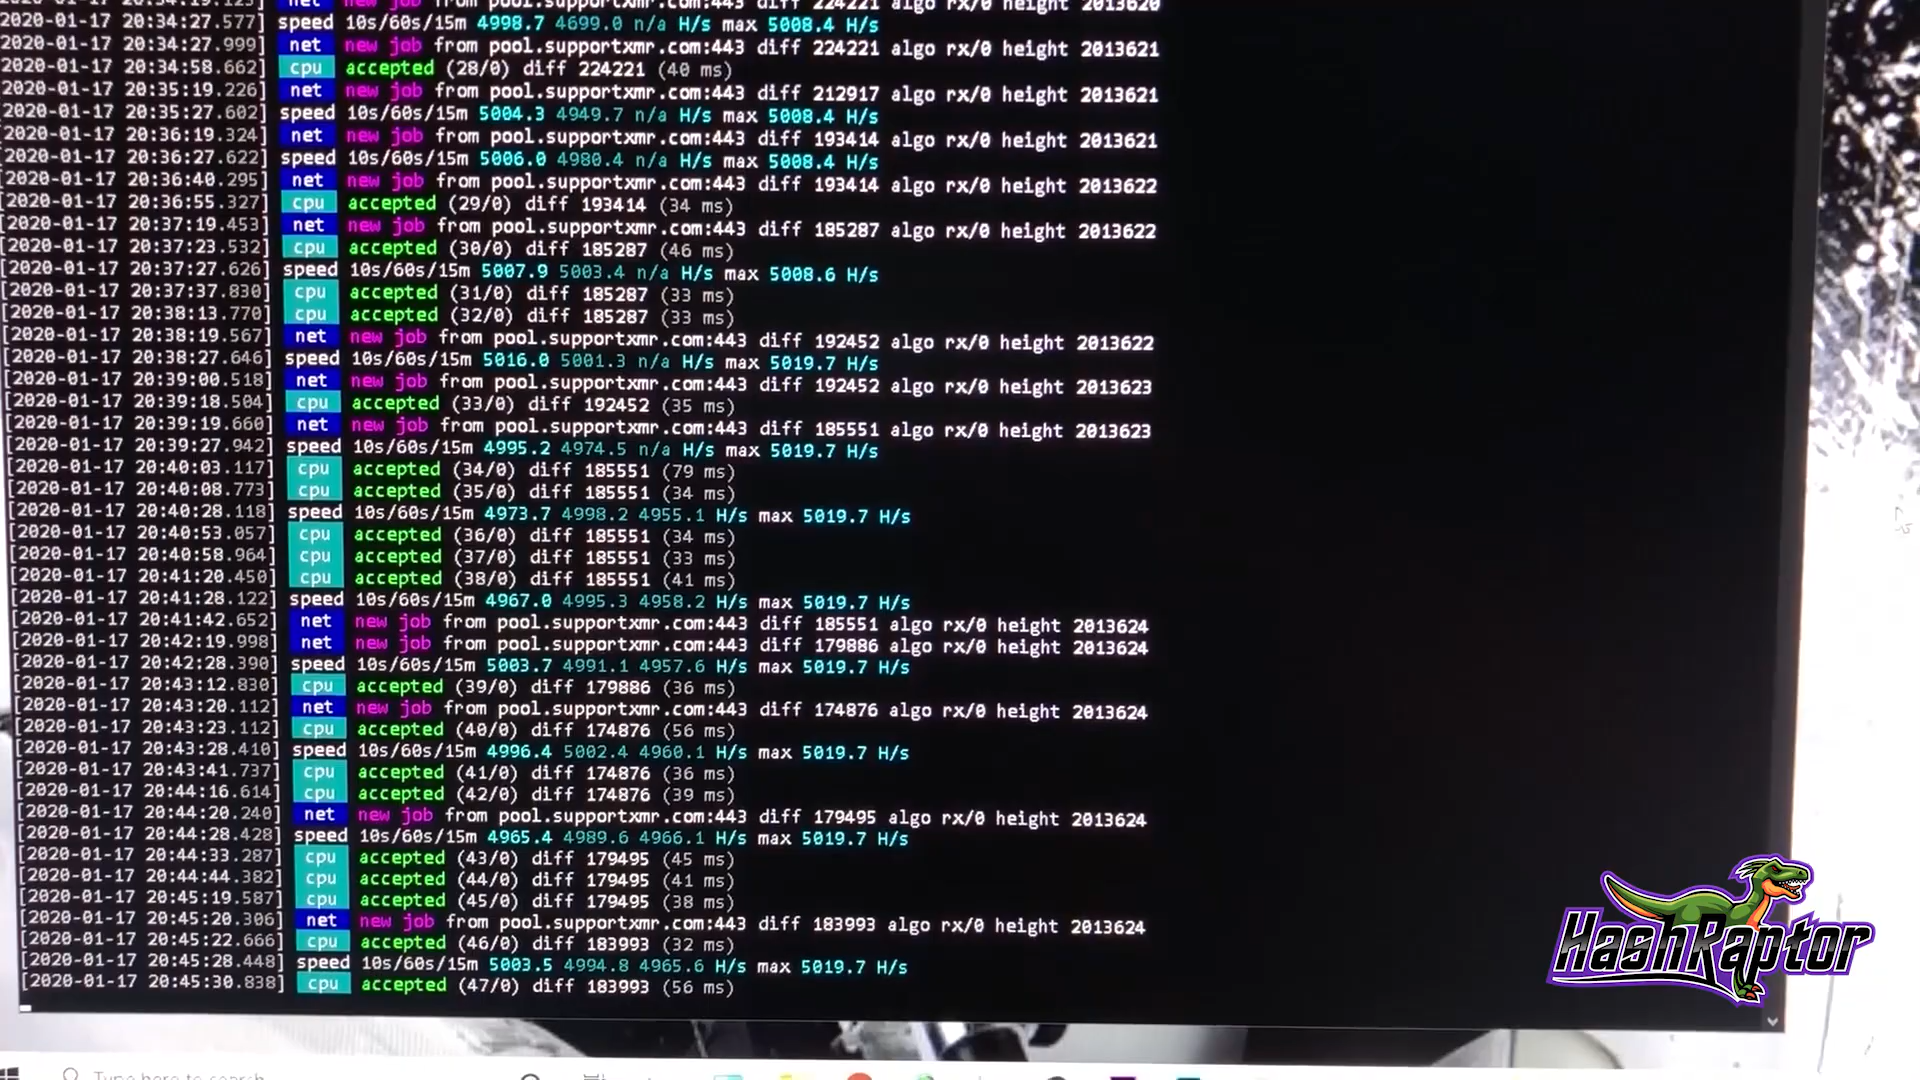 net new job from pool.supportxmr.com:443 diff 224221 algo rx/0 height 2013620
20:34:27.577] speed 10s/60s/15m 4998.7 4699.0 n/a H/s max 5008.4 H/s
[2020-01-17 20:34:27.999] net new job from pool.supportxmr.com:443 diff 224221 algo rx/0 height 2013621
[2020-01-17 20:34:58.662] cpu accepted (28/0) diff 224221 (40 ms)
[2020-01-17 20:35:19.226] net new job from pool.supportxmr.com:443 diff 212917 algo rx/0 height 2013621
[2020-01-17 20:35:27.602] speed 10s/60s/15m 5004.3 4949.7 n/a H/s max 5008.4 H/s
[2020-01-17 20:36:19.324] net new job from pool.supportxmr.com:443 diff 193414 algo rx/0 height 2013621
[2020-01-17 20:36:27.622] speed 10s/60s/15m 5006.0 4980.4 n/a H/s max 5008.4 H/s
[2020-01-17 20:36:40.295] net new job from pool.supportxmr.com:443 diff 193414 algo rx/0 height 2013622
[2020-01-17 20:36:55.327] cpu accepted (29/0) diff 193414 (34 ms)
[2020-01-17 20:37:19.453] net new job from pool.supportxmr.com:443 diff 185287 algo rx/0 height 2013622
[2020-01-17 20:37:23.532] cpu accepted (30/0) diff 185287 (46 ms)
[2020-01-17 20:37:27.626] speed 10s/60s/15m 5007.9 5003.4 n/a H/s max 5008.6 H/s
[2020-01-17 20:37:37.830] cpu accepted (31/0) diff 185287 (33 ms)
[2020-01-17 20:38:13.770] cpu accepted (32/0) diff 185287 (33 ms)
[2020-01-17 20:38:19.567] net new job from pool.supportxmr.com:443 diff 192452 algo rx/0 height 2013622
[2020-01-17 20:38:27.646] speed 10s/60s/15m 5016.0 5001.3 n/a H/s max 5019.7 H/s
[2020-01-17 20:39:00.518] net new job from pool.supportxmr.com:443 diff 192452 algo rx/0 height 2013623
[2020-01-17 20:39:18.504] cpu accepted (33/0) diff 192452 (35 ms)
[2020-01-17 20:39:19.660] net new job from pool.supportxmr.com:443 diff 185551 algo rx/0 height 2013623
[2020-01-17 20:39:27.942] speed 10s/60s/15m 4995.2 4974.5 n/a H/s max 5019.7 H/s
[2020-01-17 20:40:03.117] cpu accepted (34/0) diff 185551 (79 ms)
[2020-01-17 20:40:08.773] cpu accepted (35/0) diff 185551 (34 ms)
[2020-01-17 20:40:28.118] speed 10s/60s/15m 4973.7 4998.2 4955.1 H/s max 5019.7 H/s
[2020-01-17 20:40:53.057] cpu accepted (36/0) diff 185551 (34 ms)
[2020-01-17 20:40:58.964] cpu accepted (37/0) diff 185551 (33 ms)
[2020-01-17 20:41:20.450] cpu accepted (38/0) diff 185551 (41 ms)
[2020-01-17 20:41:28.122] speed 10s/60s/15m 4967.0 4995.3 4958.2 H/s max 5019.7 H/s
[2020-01-17 20:41:42.652] net new job from pool.supportxmr.com:443 diff 185551 algo rx/0 height 2013624
[2020-01-17 20:42:19.998] net new job from pool.supportxmr.com:443 diff 179886 algo rx/0 height 2013624
[2020-01-17 20:42:28.390] speed 10s/60s/15m 5003.7 4991.1 4957.6 H/s max 5019.7 H/s
[2020-01-17 20:43:12.830] cpu accepted (39/0) diff 179886 (36 ms)
[2020-01-17 20:43:20.112] net new job from pool.supportxmr.com:443 diff 174876 algo rx/0 height 2013624
[2020-01-17 20:43:23.112] cpu accepted (40/0) diff 174876 (56 ms)
[2020-01-17 20:43:28.410] speed 10s/60s/15m 4996.4 5002.4 4960.1 H/s max 5019.7 H/s
[2020-01-17 20:43:41.737] cpu accepted (41/0) diff 174876 (36 ms)
[2020-01-17 20:44:16.614] cpu accepted (42/0) diff 174876 (39 ms)
[2020-01-17 20:44:20.240] net new job from pool.supportxmr.com:443 diff 179495 algo rx/0 height 2013624
[2020-01-17 20:44:28.428] speed 10s/60s/15m 4965.4 4989.6 4966.1 H/s max 5019.7 H/s
[2020-01-17 20:44:33.287] cpu accepted (43/0) diff 179495 (45 ms)
[2020-01-17 20:44:44.382] cpu accepted (44/0) diff 179495 (41 ms)
[2020-01-17 20:45:19.587] cpu accepted (45/0) diff 179495 (38 ms)
[2020-01-17 20:45:20.306] net new job from pool.supportxmr.com:443 diff 183993 algo rx/0 height 2013624
[2020-01-17 20:45:22.666] cpu accepted (46/0) diff 183993 (32 ms)
[2020-01-17 20:45:28.448] speed 10s/60s/15m 5003.5 4994.8 4965.6 H/s max 5019.7 H/s
[2020-01-17 20:45:30.838] cpu accepted (47/0) diff 183993 (56 ms)
HashRaptor
Type here to search